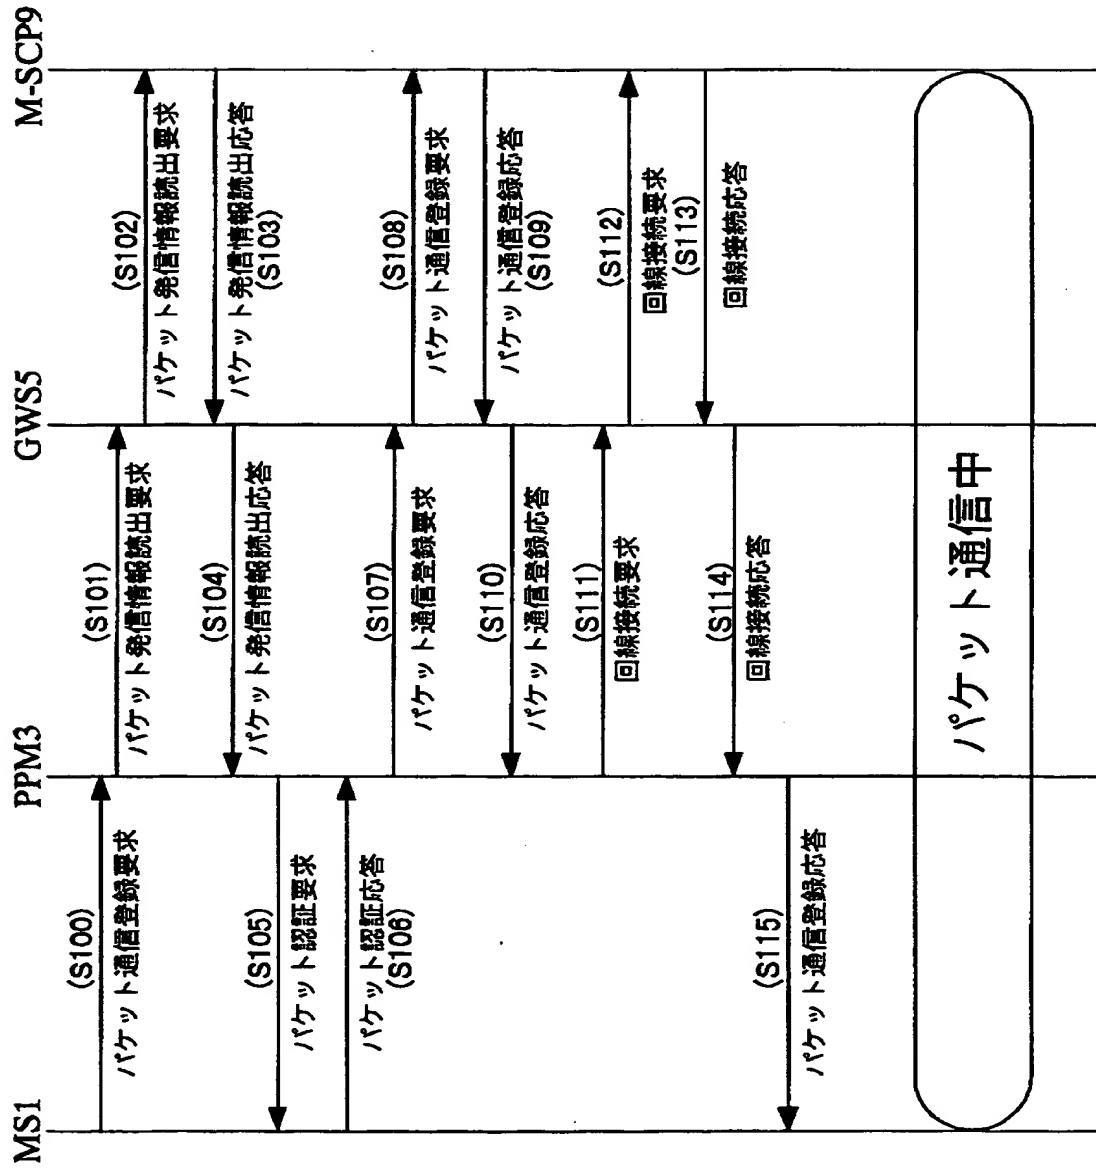 MS1
PPM3
GWS5
M-SCP9
(S100)
パケット通信登録要求
(S101)
パケット発信情報読出要求
(S102)
パケット発信情報読出要求
パケット発信情報読出応答
(S103)
(S104)
パケット発信情報読出応答
(S105)
パケット認証要求
パケット認証応答
(S106)
(S107)
パケット通信登録要求
(S108)
パケット通信登録要求
パケット通信登録応答
(S109)
(S110)
パケット通信登録応答
(S111)
回線接続要求
(S112)
回線接続要求
(S113)
回線接続応答
(S114)
回線接続応答
(S115)
パケット通信登録応答
パケット通信中